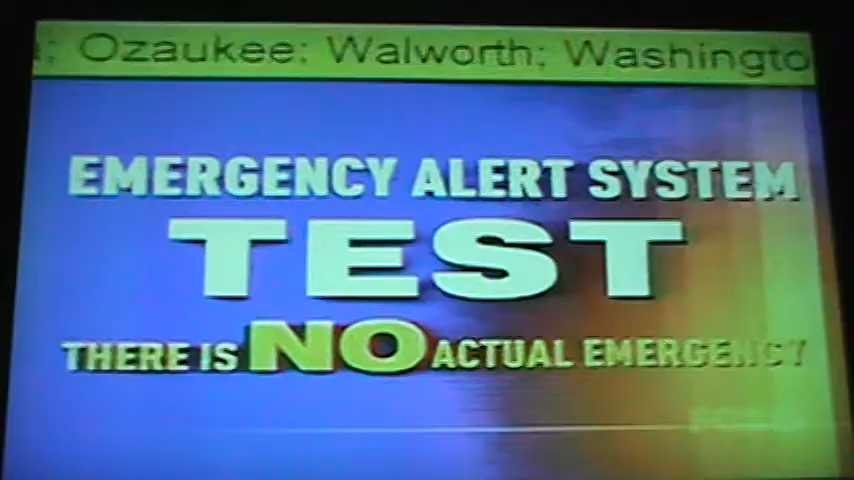 ; Ozaukee; Walworth; Washingto
EMERGENCY ALERT SYSTEM
TEST
THERE IS NO ACTUAL EMERGENCY